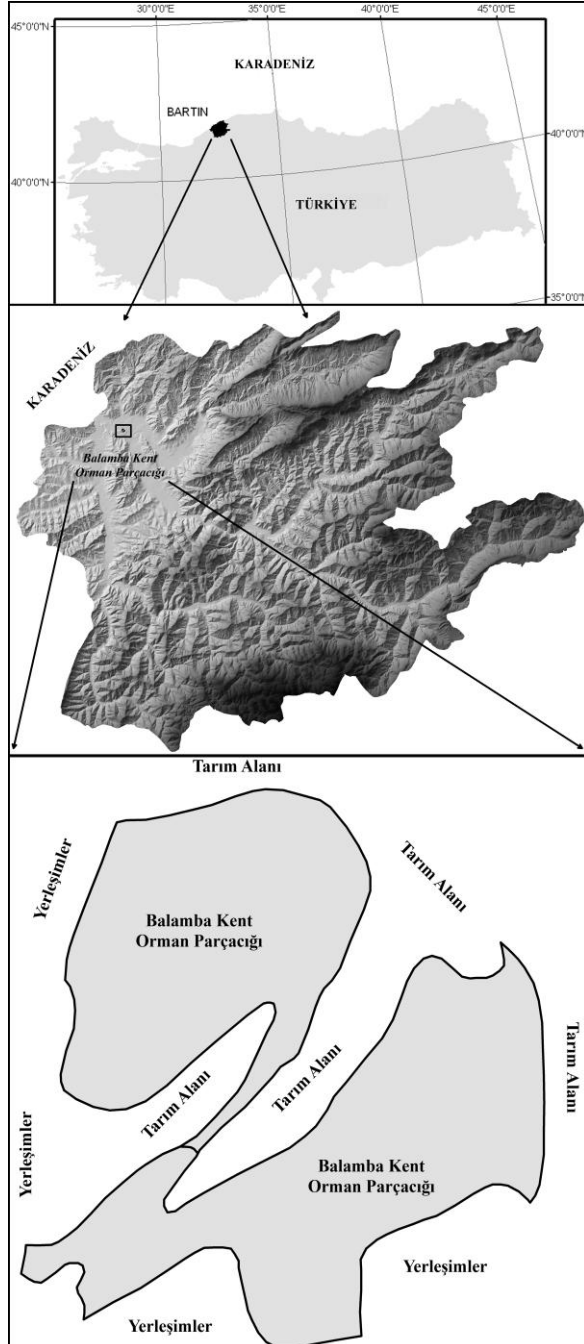 45°0'0"N
30°0'0"E
35°0'0"E
40°0'0"E
45°0'0"E
KARADENİZ
BARTIN
40°0'0"N
40°0'0"N
TÜRKİYE
35°0'0"N
KARADENİZ
Balamba Kent
Orman Parçacığı
Tarım Alanı
Yerleşimler
Tarım Alanı
Balamba Kent
Orman Parçacığı
Tarım Alanı
Tarım Alanı
Tarım Alanı
Yerleşimler
Balamba Kent
Orman Parçacığı
Yerleşimler
Yerleşimler